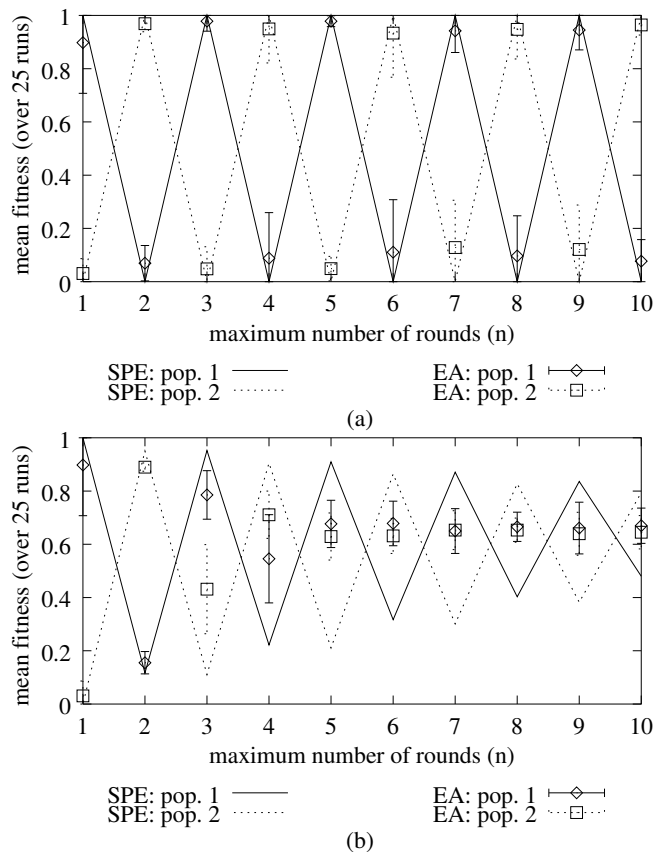 1
0.8
0.6
0.4
0.2
0
mean fitness (over 25 runs)
1 2 3 4 5 6 7 8 9 10
maximum number of rounds (n)
SPE: pop. 1 EA: pop. 1
SPE: pop. 2 EA: pop. 2
(a)
1
0.8
0.6
0.4
0.2
0
mean fitness (over 25 runs)
1 2 3 4 5 6 7 8 9 10
maximum number of rounds (n)
SPE: pop. 1 EA: pop. 1
SPE: pop. 2 EA: pop. 2
(b)